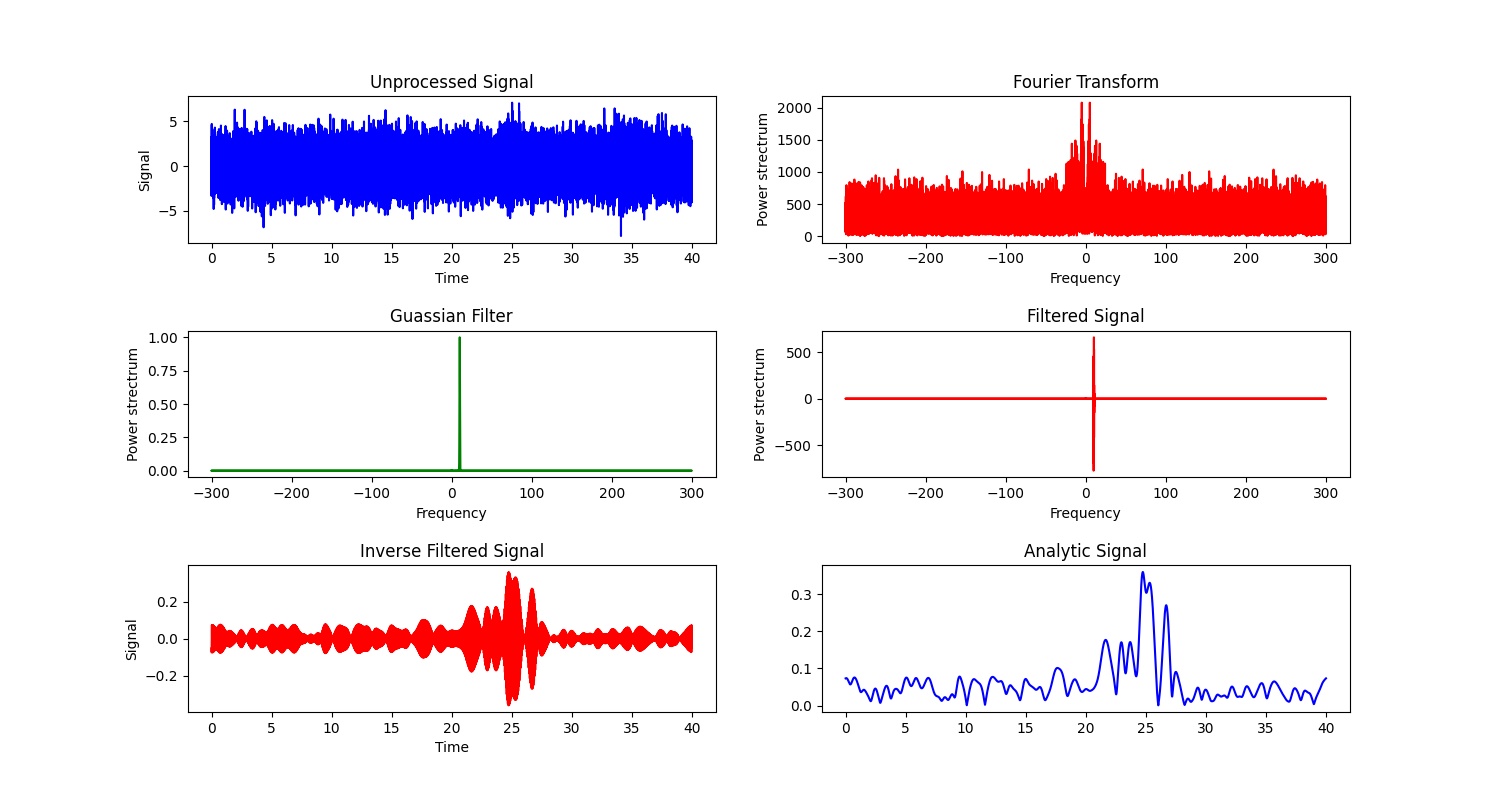 Unprocessed Signal
Signal
5
0
−5
0 5 10 15 20 25 30 35 40
Time
Fourier Transform
Power strectrum
2000
1500
1000
500
0
−300 −200 −100 0 100 200 300
Frequency
Guassian Filter
Power strectrum
1.00
0.75
0.50
0.25
0.00
−300 −200 −100 0 100 200 300
Frequency
Filtered Signal
Power strectrum
500
0
−500
−300 −200 −100 0 100 200 300
Frequency
Inverse Filtered Signal
Signal
0.2
0.0
−0.2
0 5 10 15 20 25 30 35 40
Time
Analytic Signal
0.3
0.2
0.1
0.0
0 5 10 15 20 25 30 35 40